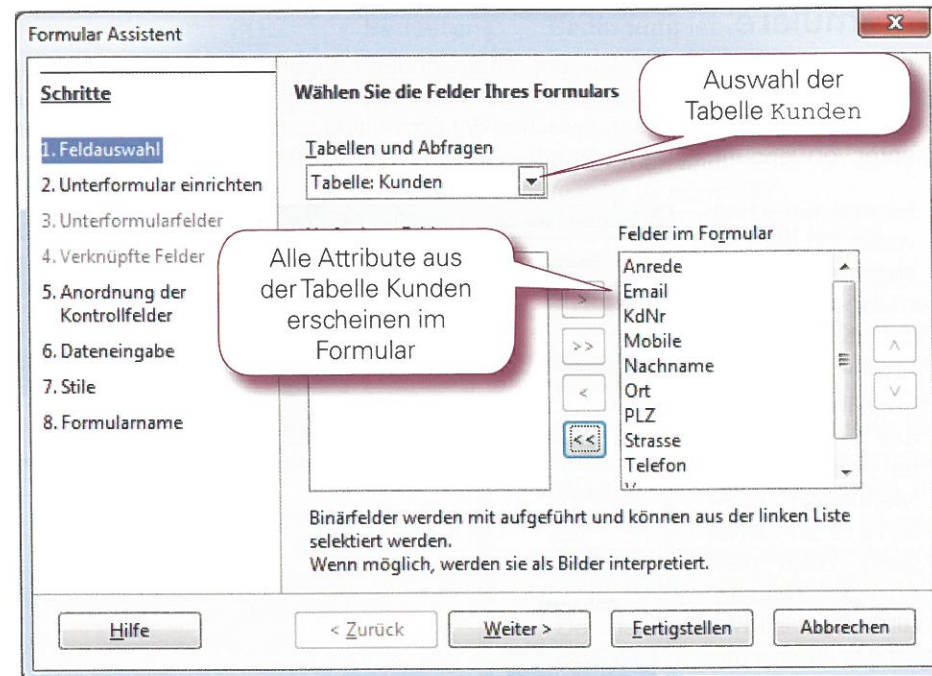 Formular Assistent
Schritte
1. Feldauswahl
2. Unterformular einrichten
3. Unterformularfelder
4. Verknüpfte Felder
5. Anordnung der
Kontrollfelder
6. Dateneingabe
7. Stile
8. Formularname
Wählen Sie die Felder Ihres Formulars
Auswahl der
Tabelle Kunden
Tabellen und Abfragen
Tabelle: Kunden
Alle Attribute aus
der Tabelle Kunden
erscheinen im
Formular
>
>>
<
<<
Felder im Formular
Anrede
Email
KdNr
Mobile
Nachname
Ort
PLZ
Strasse
Telefon
Binärfelder werden mit aufgeführt und können aus der linken Liste
selektiert werden.
Wenn möglich, werden sie als Bilder interpretiert.
Hilfe
< Zurück
Weiter >
Fertigstellen
Abbrechen